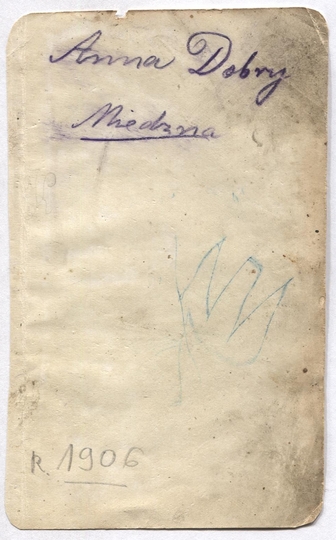 Anna Dobry
Miedzna
R. 1906